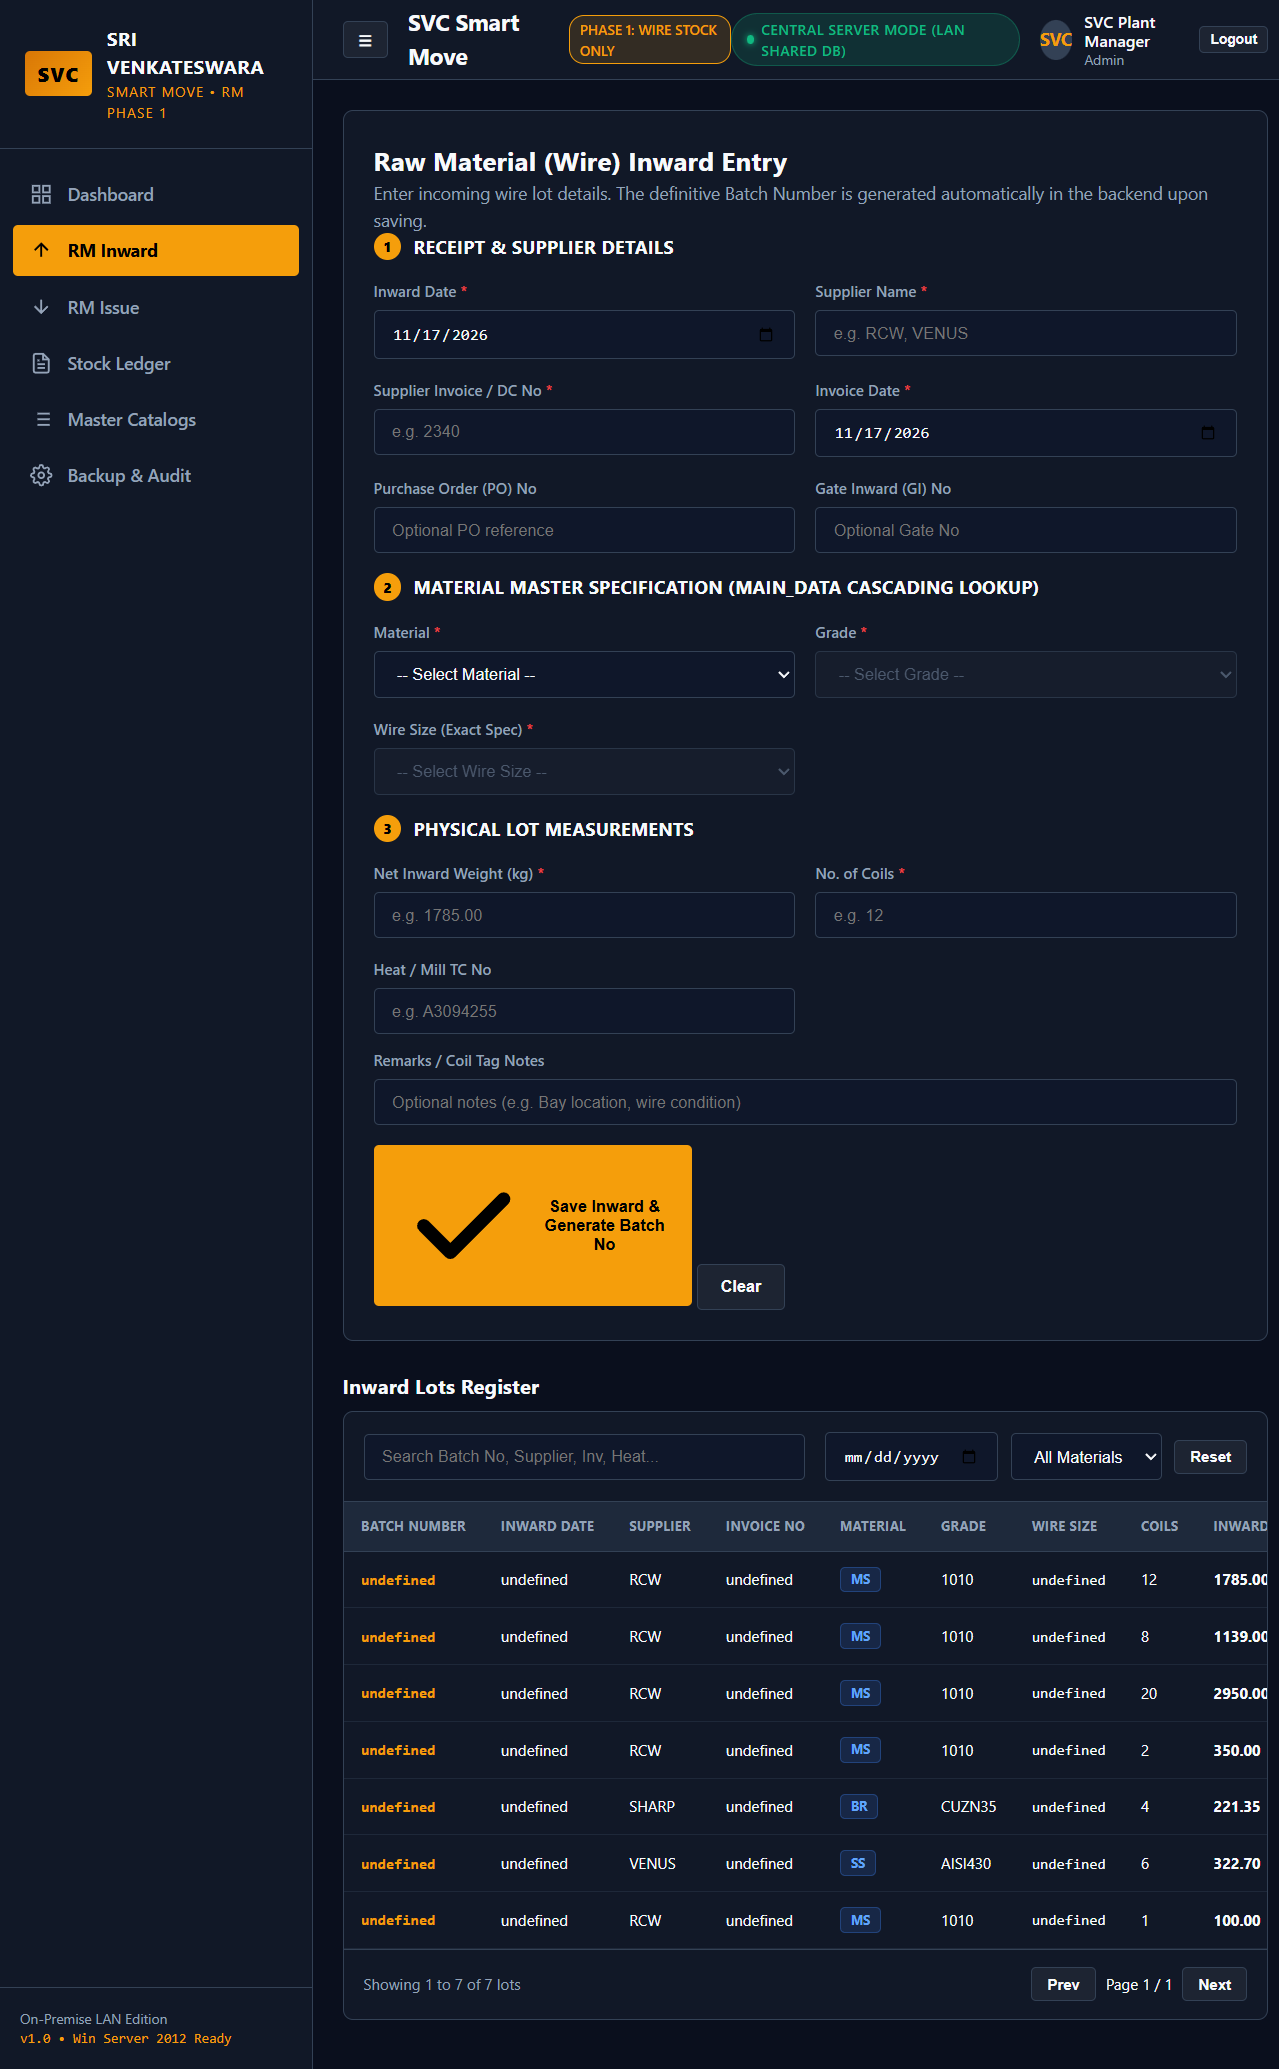 SVC
SRI
VENKATESWARA
SMART MOVE • RM
PHASE 1
Dashboard
RM Inward
RM Issue
Stock Ledger
Master Catalogs
Backup & Audit
On-Premise LAN Edition
v1.0 • Win Server 2012 Ready
☰
SVC Smart
Move
PHASE 1: WIRE STOCK
ONLY
CENTRAL SERVER MODE (LAN
SHARED DB)
SVC
SVC Plant
Manager
Admin
Logout
Raw Material (Wire) Inward Entry
Enter incoming wire lot details. The definitive Batch Number is generated automatically in the backend upon
saving.
1 RECEIPT & SUPPLIER DETAILS
Inward Date * Supplier Name *
11/17/2026 e.g. RCW, VENUS
Supplier Invoice / DC No * Invoice Date *
e.g. 2340 11/17/2026
Purchase Order (PO) No Gate Inward (GI) No
Optional PO reference Optional Gate No
2 MATERIAL MASTER SPECIFICATION (MAIN_DATA CASCADING LOOKUP)
Material * Grade *
-- Select Material -- -- Select Grade --
Wire Size (Exact Spec) *
-- Select Wire Size --
3 PHYSICAL LOT MEASUREMENTS
Net Inward Weight (kg) * No. of Coils *
e.g. 1785.00 e.g. 12
Heat / Mill TC No
e.g. A3094255
Remarks / Coil Tag Notes
Optional notes (e.g. Bay location, wire condition)
Save Inward &
Generate Batch
No
Clear
Inward Lots Register
Search Batch No, Supplier, Inv, Heat... mm/dd/yyyy All Materials Reset
BATCH NUMBER INWARD DATE SUPPLIER INVOICE NO MATERIAL GRADE WIRE SIZE COILS INWARD
undefined undefined RCW undefined MS 1010 undefined 12 1785.00
undefined undefined RCW undefined MS 1010 undefined 8 1139.00
undefined undefined RCW undefined MS 1010 undefined 20 2950.00
undefined undefined RCW undefined MS 1010 undefined 2 350.00
undefined undefined SHARP undefined BR CUZN35 undefined 4 221.35
undefined undefined VENUS undefined SS AISI430 undefined 6 322.70
undefined undefined RCW undefined MS 1010 undefined 1 100.00
Showing 1 to 7 of 7 lots Prev Page 1 / 1 Next